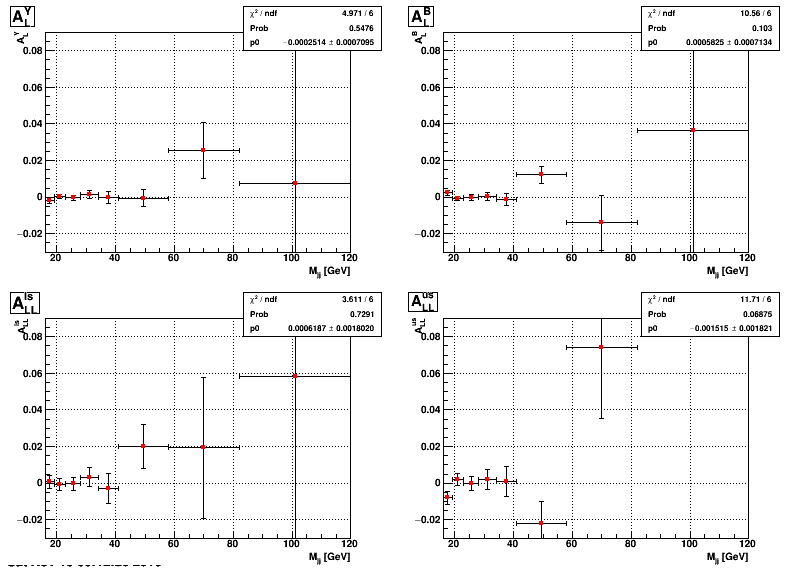 A_L^Y
χ² / ndf 4.971 / 6
Prob 0.5476
p0 −0.0002514 ± 0.0007095
A_L^Y
0.08
0.06
0.04
0.02
0
−0.02
20 40 60 80 100 120
M_jj [GeV]
A_L^B
χ² / ndf 10.56 / 6
Prob 0.103
p0 0.0005825 ± 0.0007134
A_L^B
0.08
0.06
0.04
0.02
0
−0.02
20 40 60 80 100 120
M_jj [GeV]
A_LL^ls
χ² / ndf 3.611 / 6
Prob 0.7291
p0 0.0006187 ± 0.0018020
A_LL^ls
0.08
0.06
0.04
0.02
0
−0.02
20 40 60 80 100 120
M_jj [GeV]
A_LL^us
χ² / ndf 11.71 / 6
Prob 0.06875
p0 −0.001515 ± 0.001821
A_LL^us
0.08
0.06
0.04
0.02
0
−0.02
20 40 60 80 100 120
M_jj [GeV]